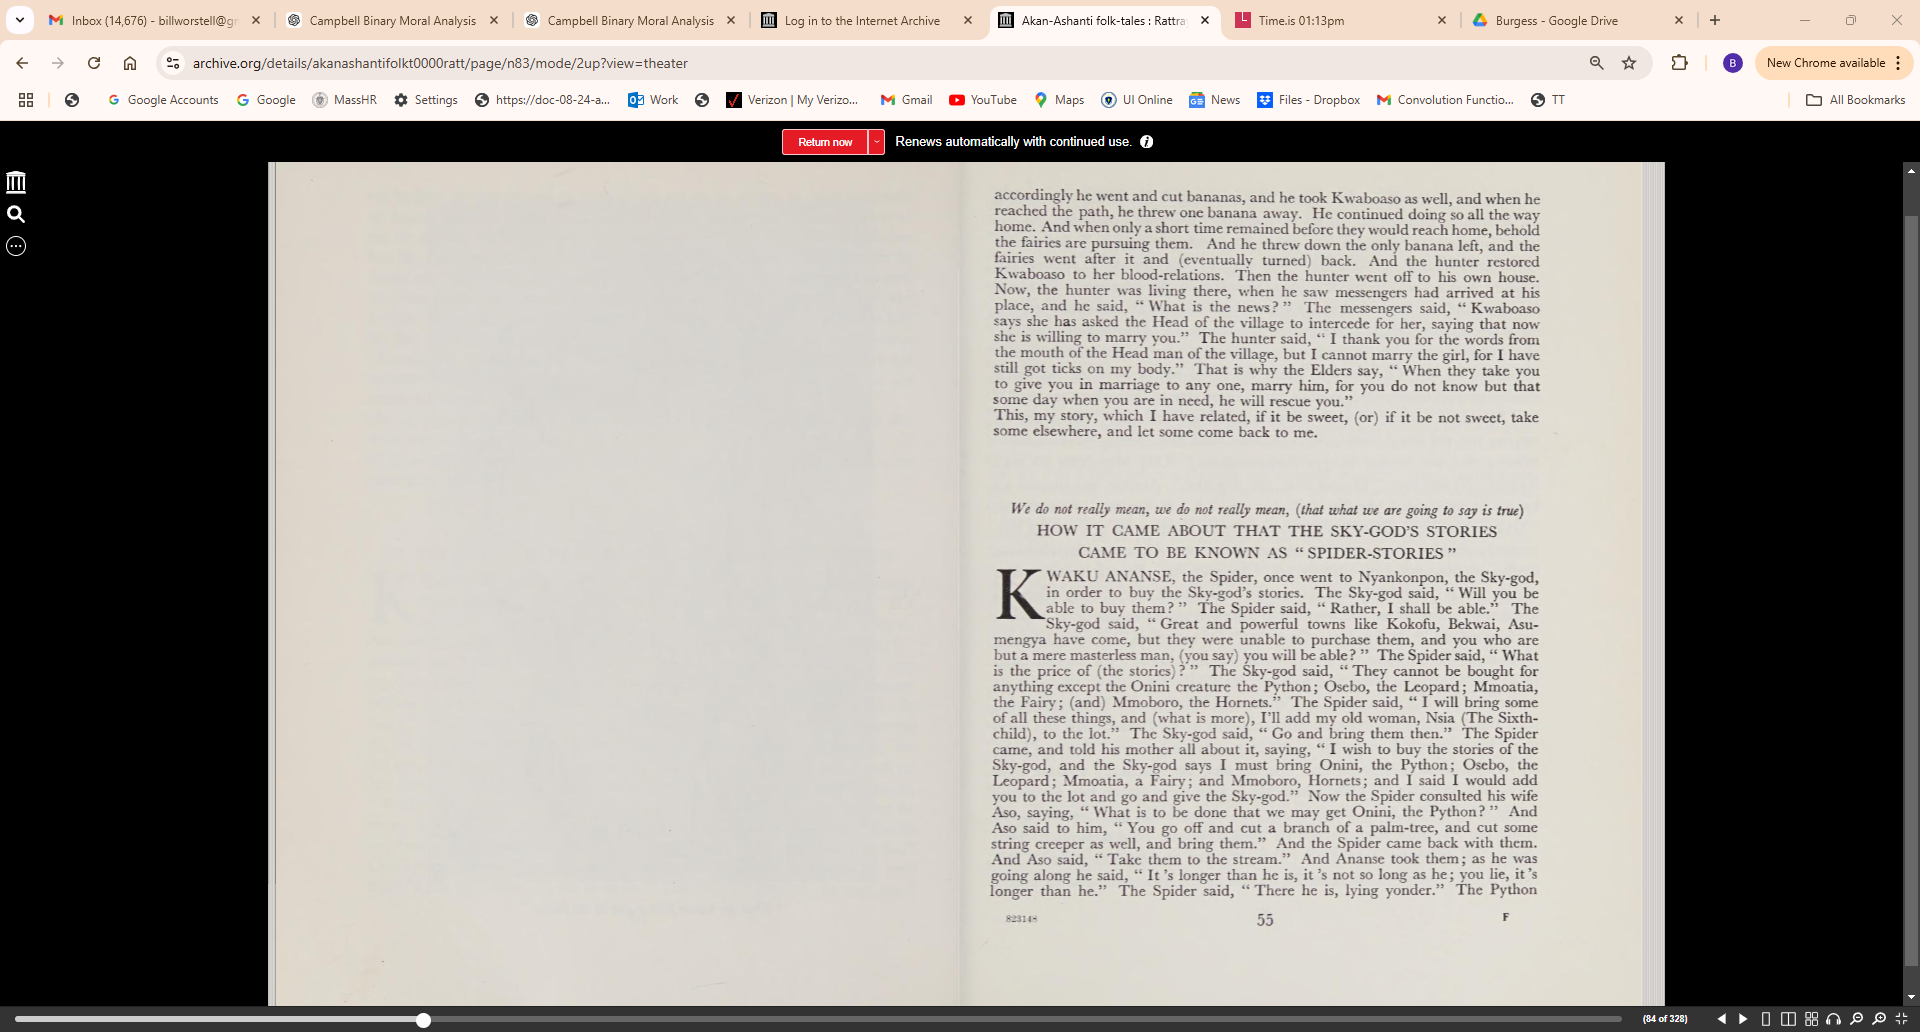 Inbox (14,676) - billworstell@gr
Campbell Binary Moral Analysis
Campbell Binary Moral Analysis
Log in to the Internet Archive
Akan-Ashanti folk-tales : Rattra
Time.is 01:13pm
Burgess - Google Drive
archive.org/details/akanashantifolkt0000ratt/page/n83/mode/2up?view=theater
B
New Chrome available
Google Accounts
Google
MassHR
Settings
https://doc-08-24-a...
Work
Verizon | My Verizo...
Gmail
YouTube
Maps
UI Online
News
Files - Dropbox
Convolution Functio...
TT
All Bookmarks
Return now
Renews automatically with continued use.
accordingly he went and cut bananas, and he took Kwaboaso as well, and when he
reached the path, he threw one banana away. He continued doing so all the way
home. And when only a short time remained before they would reach home, behold
the fairies are pursuing them. And he threw down the only banana left, and the
fairies went after it and (eventually turned) back. And the hunter restored
Kwaboaso to her blood-relations. Then the hunter went off to his own house.
Now, the hunter was living there, when he saw messengers had arrived at his
place, and he said, “ What is the news? ” The messengers said, “ Kwaboaso
says she has asked the Head of the village to intercede for her, saying that now
she is willing to marry you.” The hunter said, “ I thank you for the words from
the mouth of the Head man of the village, but I cannot marry the girl, for I have
still got ticks on my body.” That is why the Elders say, “ When they take you
to give you in marriage to any one, marry him, for you do not know but that
some day when you are in need, he will rescue you.”
This, my story, which I have related, if it be sweet, (or) if it be not sweet, take
some elsewhere, and let some come back to me.
We do not really mean, we do not really mean, (that what we are going to say is true)
HOW IT CAME ABOUT THAT THE SKY-GOD'S STORIES
CAME TO BE KNOWN AS “ SPIDER-STORIES ”
KWAKU ANANSE, the Spider, once went to Nyankonpon, the Sky-god,
in order to buy the Sky-god's stories. The Sky-god said, “ Will you be
able to buy them? ” The Spider said, “ Rather, I shall be able.” The
Sky-god said, “ Great and powerful towns like Kokofu, Bekwai, Asu-
mengya have come, but they were unable to purchase them, and you who are
but a mere masterless man, (you say) you will be able? ” The Spider said, “ What
is the price of (the stories) ? ” The Sky-god said, “ They cannot be bought for
anything except the Onini creature the Python ; Osebo, the Leopard ; Mmoatia,
the Fairy ; (and) Mmoboro, the Hornets.” The Spider said, “ I will bring some
of all these things, and (what is more), I'll add my old woman, Nsia (The Sixth-
child), to the lot.” The Sky-god said, “ Go and bring them then.” The Spider
came, and told his mother all about it, saying, “ I wish to buy the stories of the
Sky-god, and the Sky-god says I must bring Onini, the Python ; Osebo, the
Leopard ; Mmoatia, a Fairy ; and Mmoboro, Hornets ; and I said I would add
you to the lot and go and give the Sky-god.” Now the Spider consulted his wife
Aso, saying, “ What is to be done that we may get Onini, the Python? ” And
Aso said to him, “ You go off and cut a branch of a palm-tree, and cut some
string creeper as well, and bring them.” And the Spider came back with them.
And Aso said, “ Take them to the stream.” And Ananse took them ; as he was
going along he said, “ It 's longer than he is, it 's not so long as he ; you lie, it 's
longer than he.” The Spider said, “ There he is, lying yonder.” The Python
823148
55
F
(84 of 328)